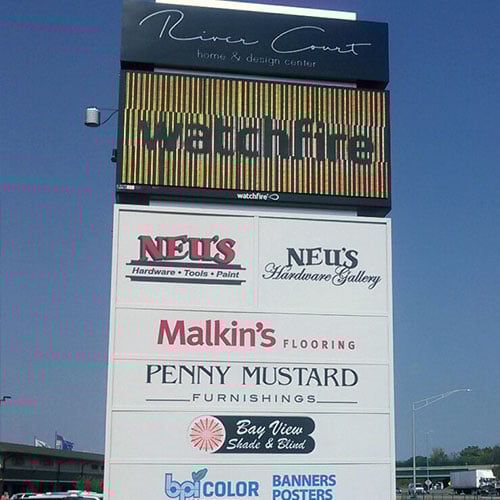 River Court
home & design center
watchfire
watchfire
NEU'S
Hardware • Tools • Paint
NEU'S
Hardware Gallery
Malkin's FLOORING
PENNY MUSTARD
FURNISHINGS
Bay View
Shade & Blind
bpi COLOR
BANNERS
POSTERS